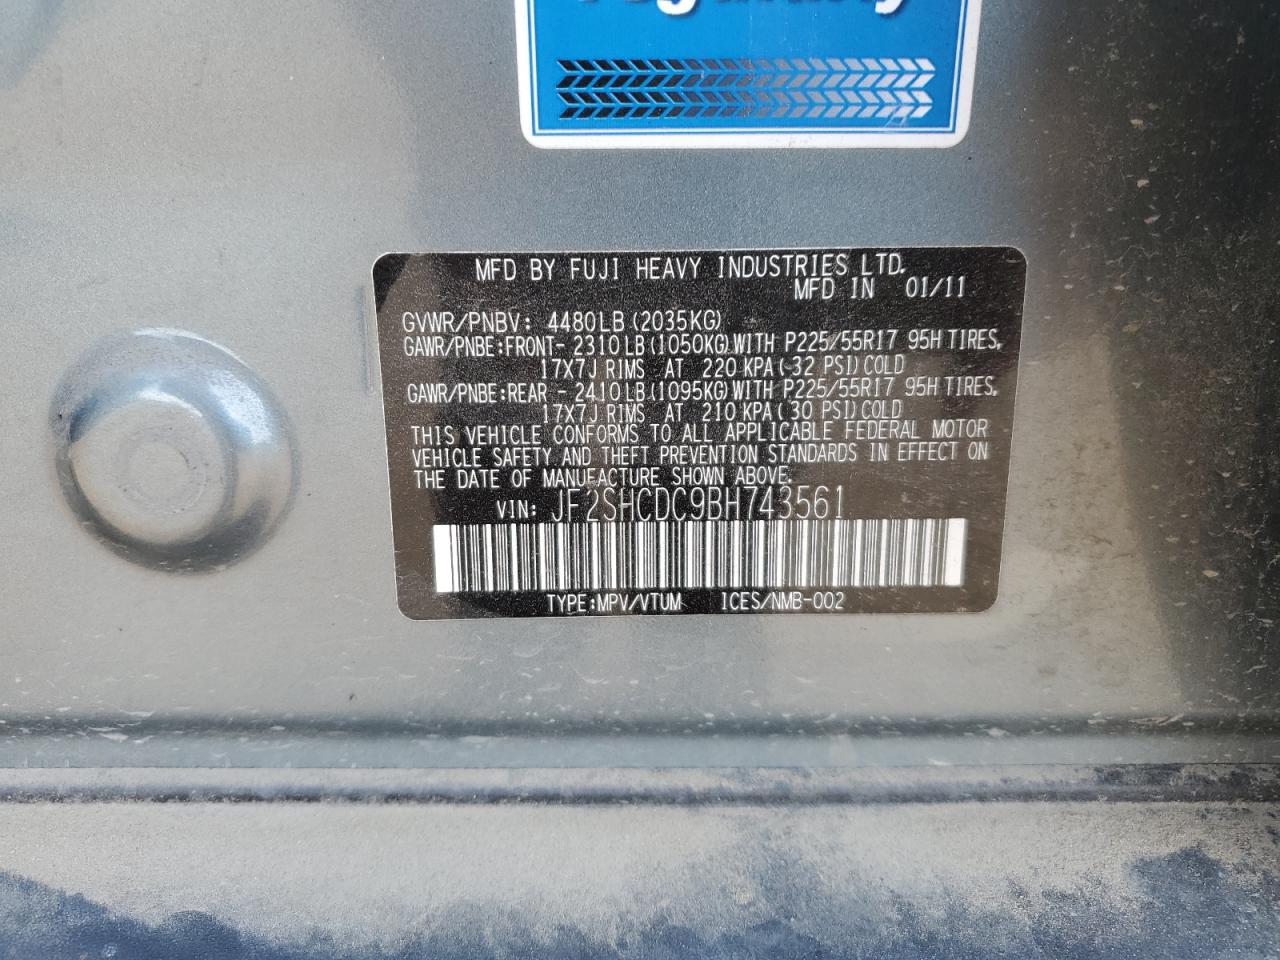 MFD BY FUJI HEAVY INDUSTRIES LTD.
MFD IN 01/11
GVWR/PNBV: 4480LB (2035KG)
GAWR/PNBE:FRONT- 2310 LB (1050KG) WITH P225/55R17 95H TIRES,
17X7J RIMS AT 220 KPA ( 32 PSI) COLD
GAWR/PNBE:REAR - 2410 LB (1095KG) WITH P225/55R17 95H TIRES,
17X7J RIMS AT 210 KPA ( 30 PSI) COLD
THIS VEHICLE CONFORMS TO ALL APPLICABLE FEDERAL MOTOR
VEHICLE SAFETY AND THEFT PREVENTION STANDARDS IN EFFECT ON
THE DATE OF MANUFACTURE SHOWN ABOVE.
VIN: JF2SHCDC9BH743561
TYPE:MPV/VTUM ICES/NMB-002